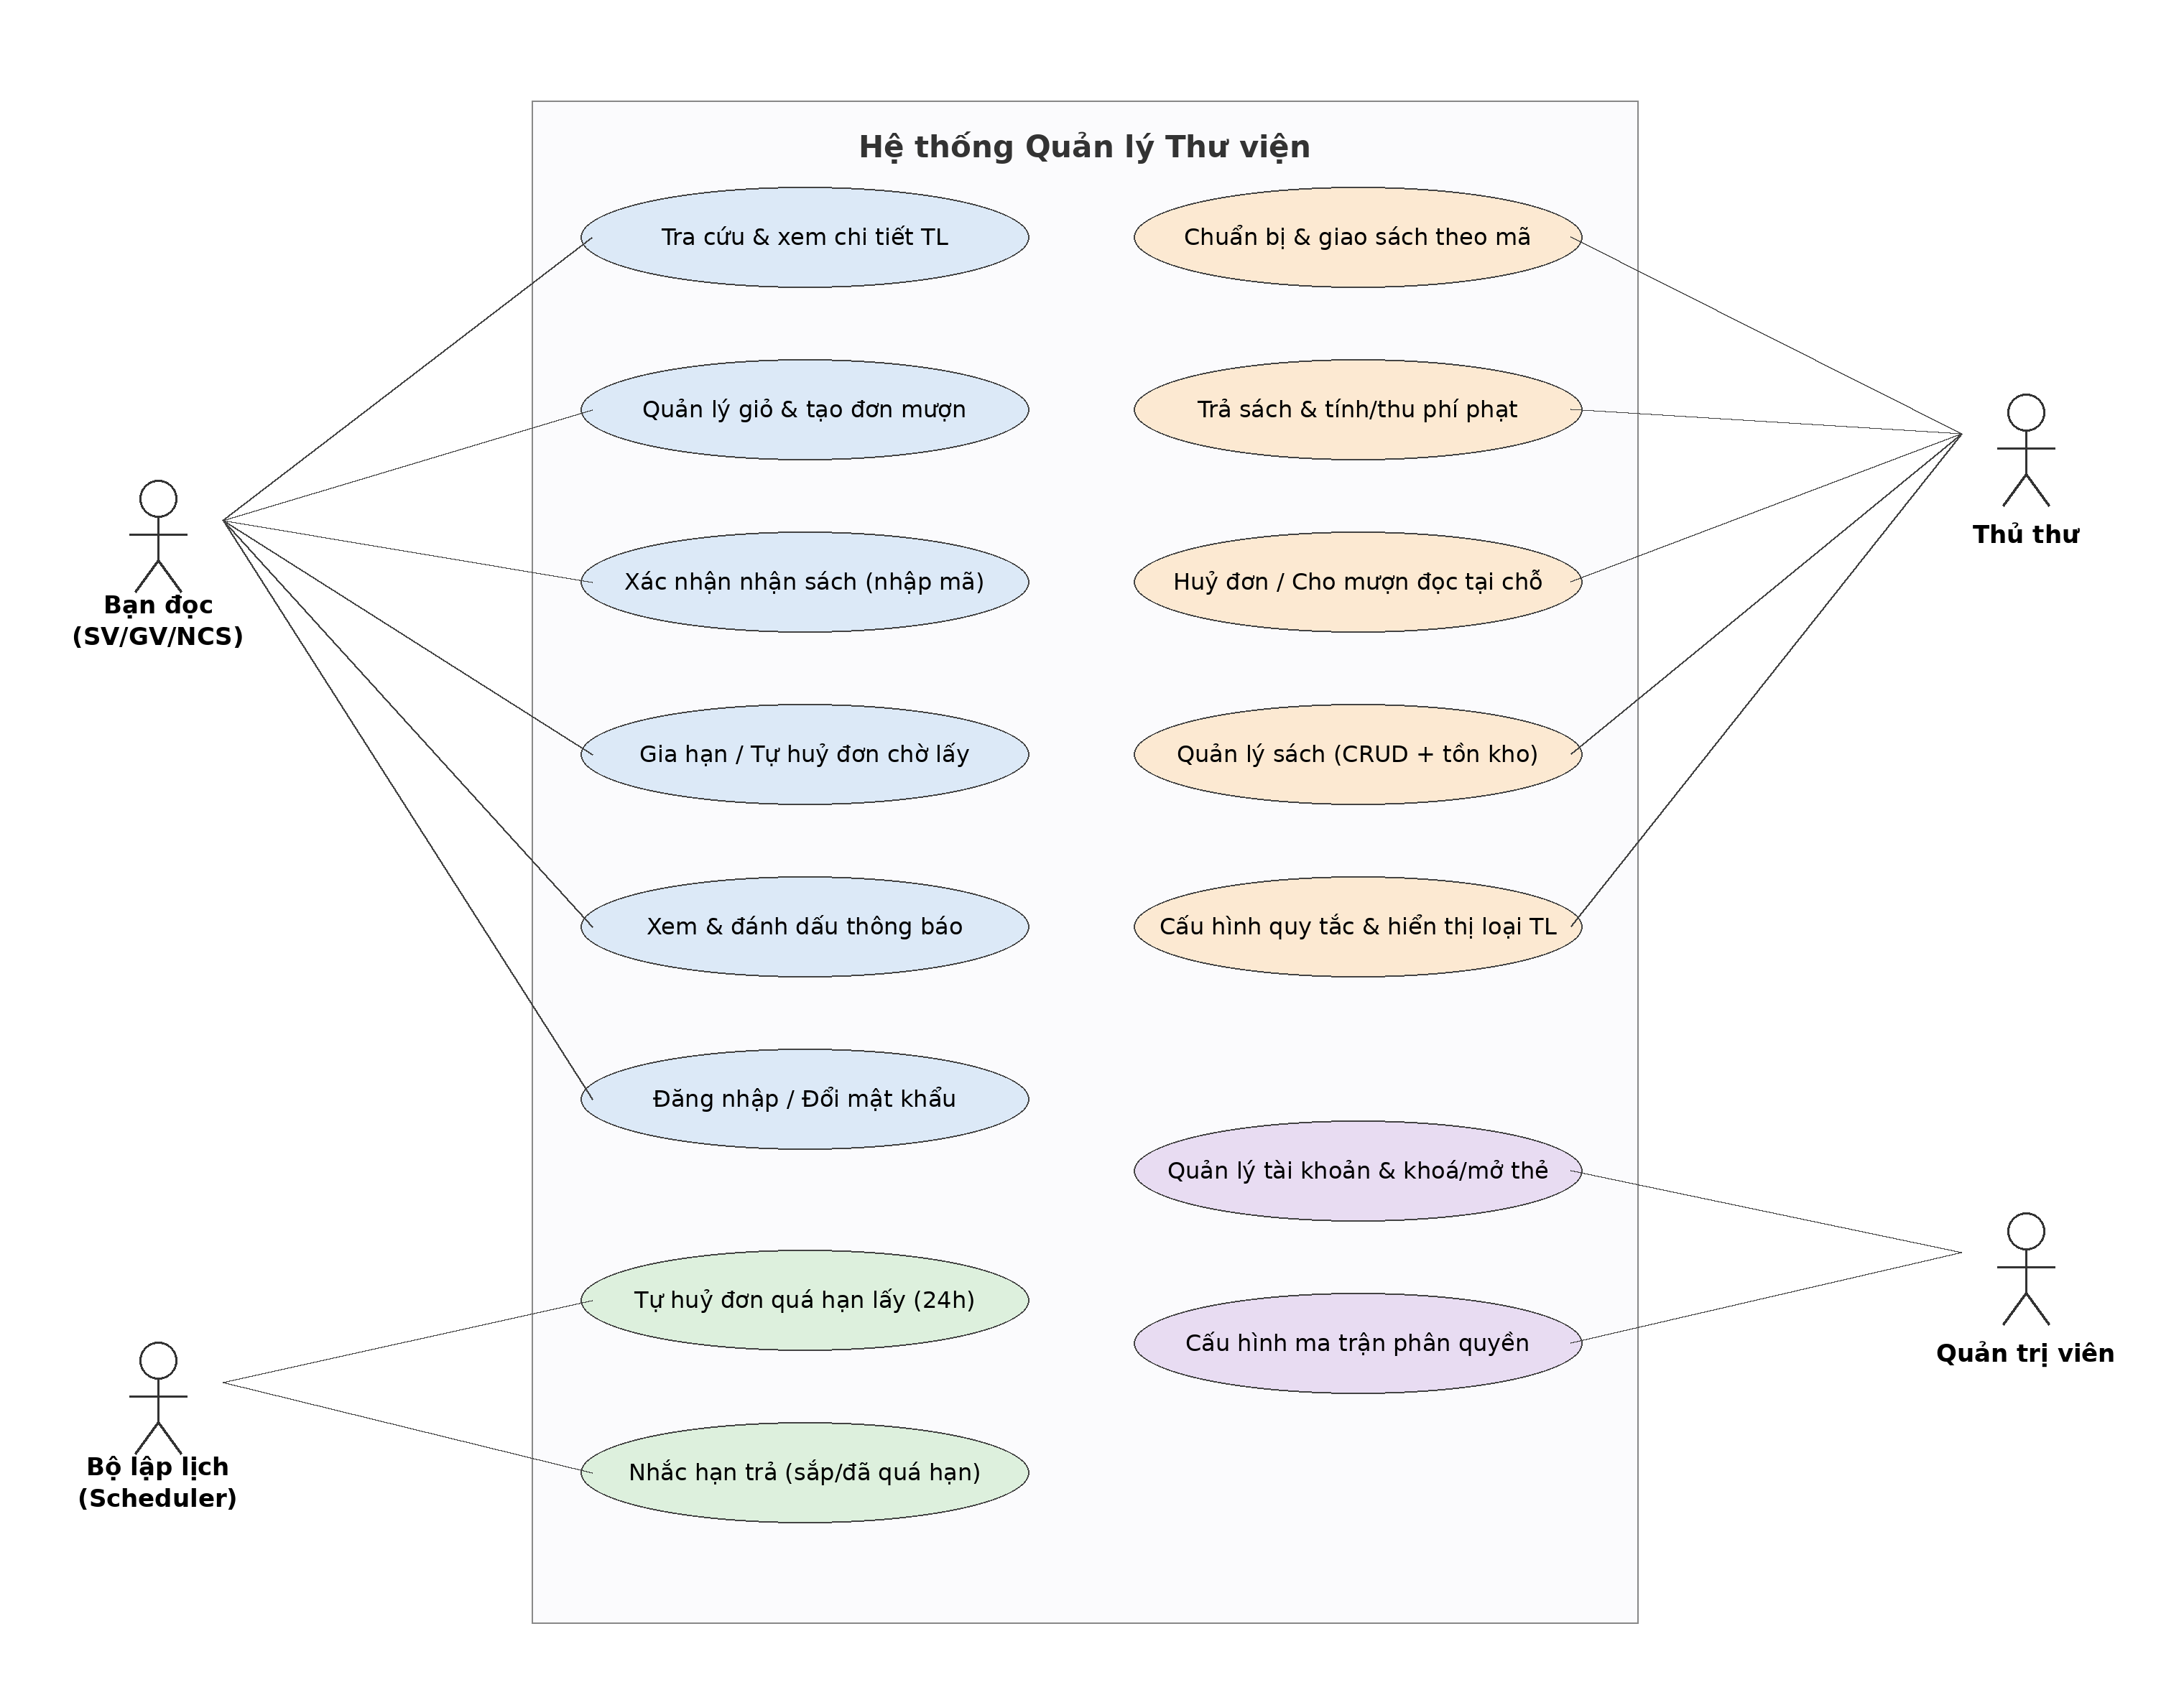 Hệ thống Quản lý Thư viện
Tra cứu & xem chi tiết TL
Quản lý giỏ & tạo đơn mượn
Xác nhận nhận sách (nhập mã)
Gia hạn / Tự huỷ đơn chờ lấy
Xem & đánh dấu thông báo
Đăng nhập / Đổi mật khẩu
Tự huỷ đơn quá hạn lấy (24h)
Nhắc hạn trả (sắp/đã quá hạn)
Chuẩn bị & giao sách theo mã
Trả sách & tính/thu phí phạt
Huỷ đơn / Cho mượn đọc tại chỗ
Quản lý sách (CRUD + tồn kho)
Cấu hình quy tắc & hiển thị loại TL
Quản lý tài khoản & khoá/mở thẻ
Cấu hình ma trận phân quyền
Bạn đọc
(SV/GV/NCS)
Bộ lập lịch
(Scheduler)
Thủ thư
Quản trị viên